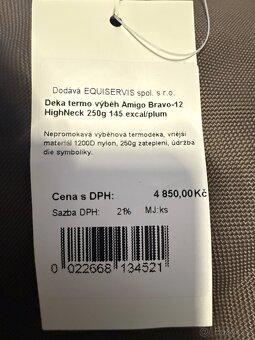 Dodává EQUISERVIS spol. s r.o.
Deka termo výběh Amigo Bravo-12
HighNeck 250g 145 excal/plum
Nepromokavá výběhová termodeka, vnější
materiál 1200D nylon, 250g zateplení, údržba
dle symboliky.
Cena s DPH: 4 850,00Kč
Sazba DPH: 21% MJ:ks
0 022668 134521